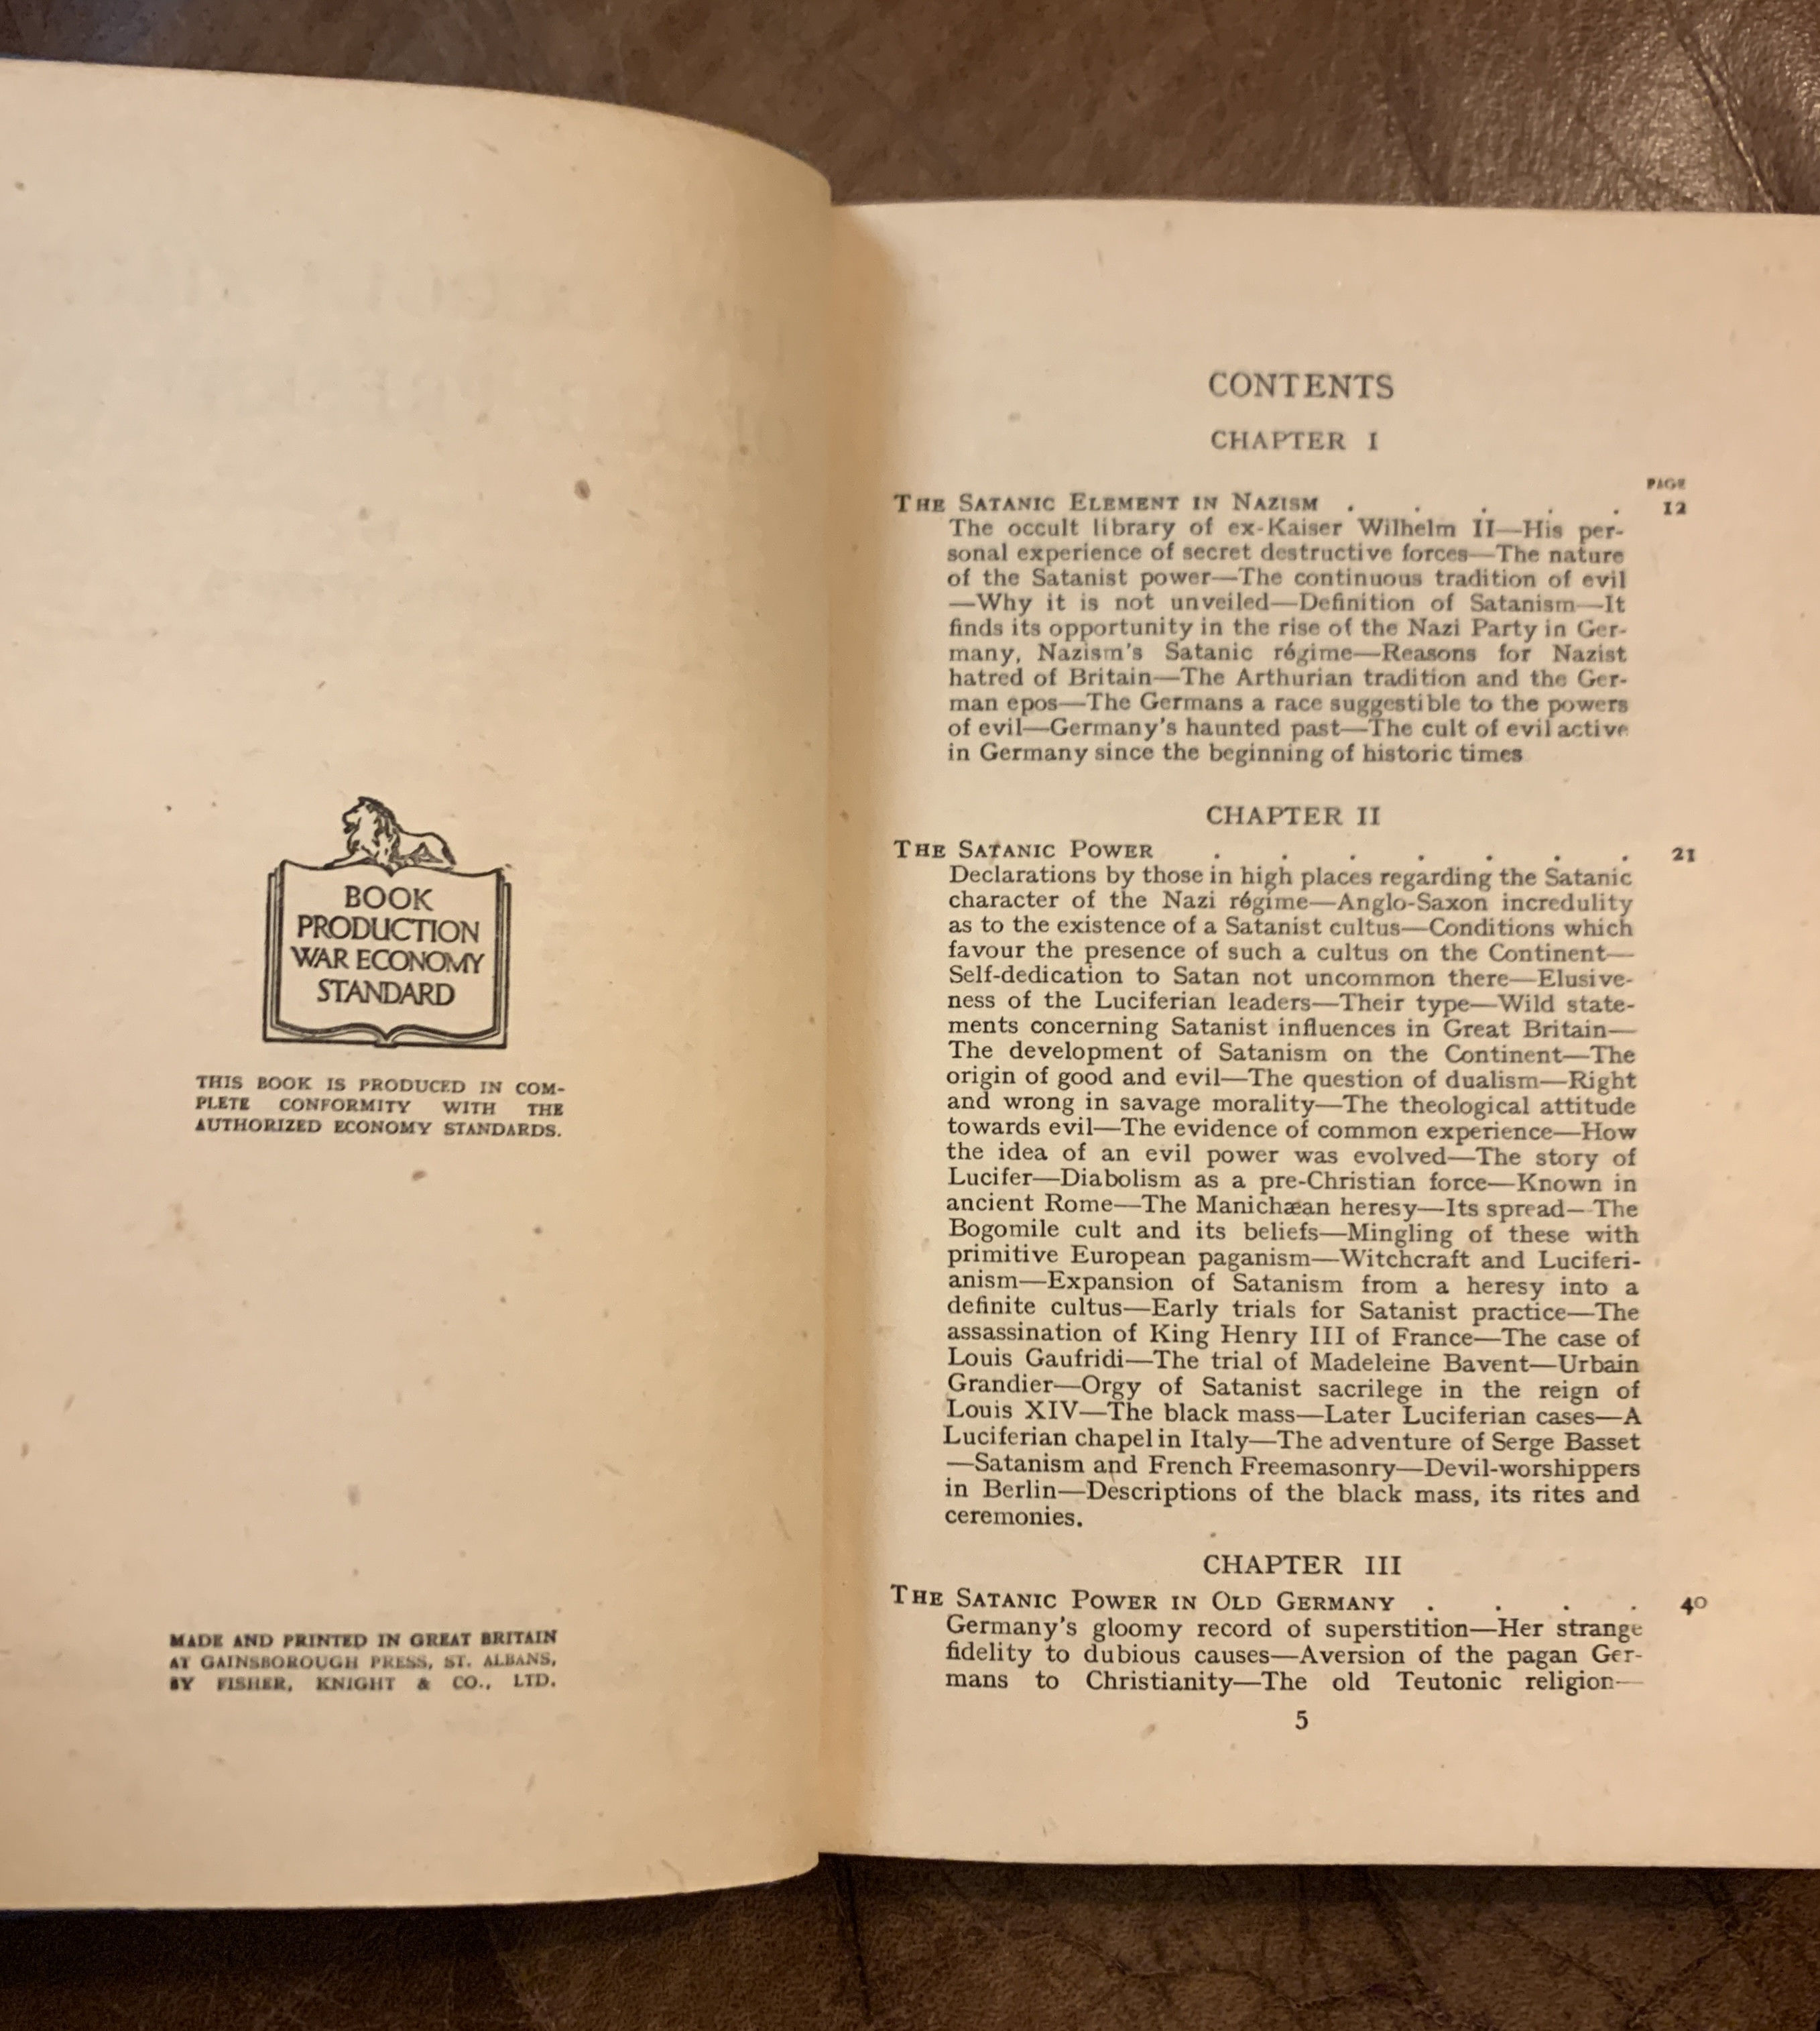 BOOK
PRODUCTION
WAR ECONOMY
STANDARD
THIS BOOK IS PRODUCED IN COM-
PLETE CONFORMITY WITH THE
AUTHORIZED ECONOMY STANDARDS.
MADE AND PRINTED IN GREAT BRITAIN
AT GAINSBOROUGH PRESS, ST. ALBANS,
BY FISHER, KNIGHT & CO., LTD.
CONTENTS
CHAPTER I
PAGE
THE SATANIC ELEMENT IN NAZISM . . . . . 12
The occult library of ex-Kaiser Wilhelm II—His per-
sonal experience of secret destructive forces—The nature
of the Satanist power—The continuous tradition of evil
—Why it is not unveiled—Definition of Satanism—It
finds its opportunity in the rise of the Nazi Party in Ger-
many, Nazism's Satanic régime—Reasons for Nazist
hatred of Britain—The Arthurian tradition and the Ger-
man epos—The Germans a race suggestible to the powers
of evil—Germany's haunted past—The cult of evil active
in Germany since the beginning of historic times
CHAPTER II
THE SATANIC POWER . . . . . . . 21
Declarations by those in high places regarding the Satanic
character of the Nazi régime—Anglo-Saxon incredulity
as to the existence of a Satanist cultus—Conditions which
favour the presence of such a cultus on the Continent—
Self-dedication to Satan not uncommon there—Elusive-
ness of the Luciferian leaders—Their type—Wild state-
ments concerning Satanist influences in Great Britain—
The development of Satanism on the Continent—The
origin of good and evil—The question of dualism—Right
and wrong in savage morality—The theological attitude
towards evil—The evidence of common experience—How
the idea of an evil power was evolved—The story of
Lucifer—Diabolism as a pre-Christian force—Known in
ancient Rome—The Manichæan heresy—Its spread—The
Bogomile cult and its beliefs—Mingling of these with
primitive European paganism—Witchcraft and Luciferi-
anism—Expansion of Satanism from a heresy into a
definite cultus—Early trials for Satanist practice—The
assassination of King Henry III of France—The case of
Louis Gaufridi—The trial of Madeleine Bavent—Urbain
Grandier—Orgy of Satanist sacrilege in the reign of
Louis XIV—The black mass—Later Luciferian cases—A
Luciferian chapel in Italy—The adventure of Serge Basset
—Satanism and French Freemasonry—Devil-worshippers
in Berlin—Descriptions of the black mass, its rites and
ceremonies.
CHAPTER III
THE SATANIC POWER IN OLD GERMANY . . . . 40
Germany's gloomy record of superstition—Her strange
fidelity to dubious causes—Aversion of the pagan Ger-
mans to Christianity—The old Teutonic religion—
5